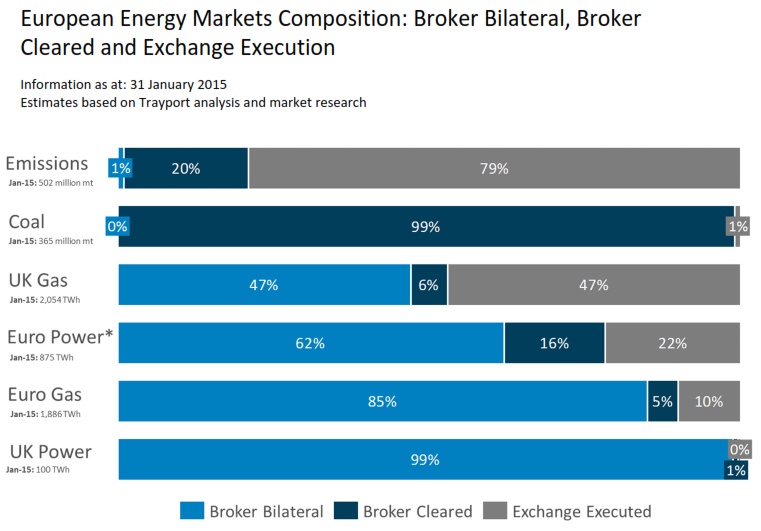 European Energy Markets Composition: Broker Bilateral, Broker
Cleared and Exchange Execution
Information as at: 31 January 2015
Estimates based on Trayport analysis and market research
Emissions
Jan-15: 502 million mt
1% 20% 79%
Coal
Jan-15: 365 million mt
0% 99% 1%
UK Gas
Jan-15: 2,054 TWh
47% 6% 47%
Euro Power*
Jan-15: 875 TWh
62% 16% 22%
Euro Gas
Jan-15: 1,886 TWh
85% 5% 10%
UK Power
Jan-15: 100 TWh
99% 0%
1%
Broker Bilateral Broker Cleared Exchange Executed